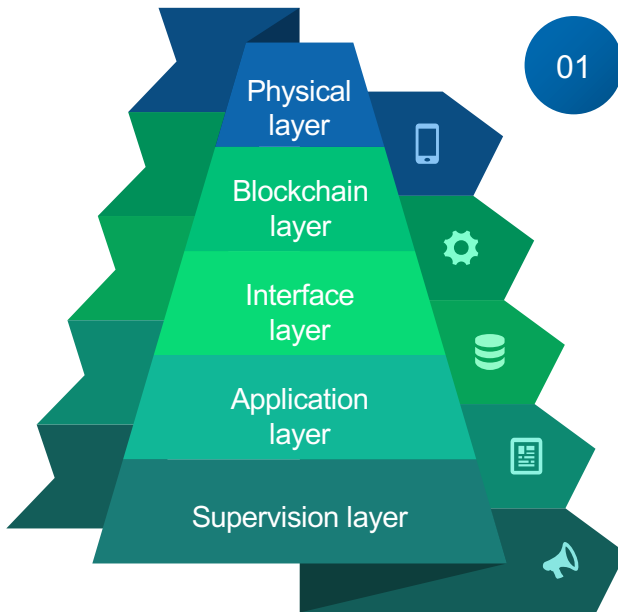 01
Physical
layer
Blockchain
layer
Interface
layer
Application
layer
Supervision layer